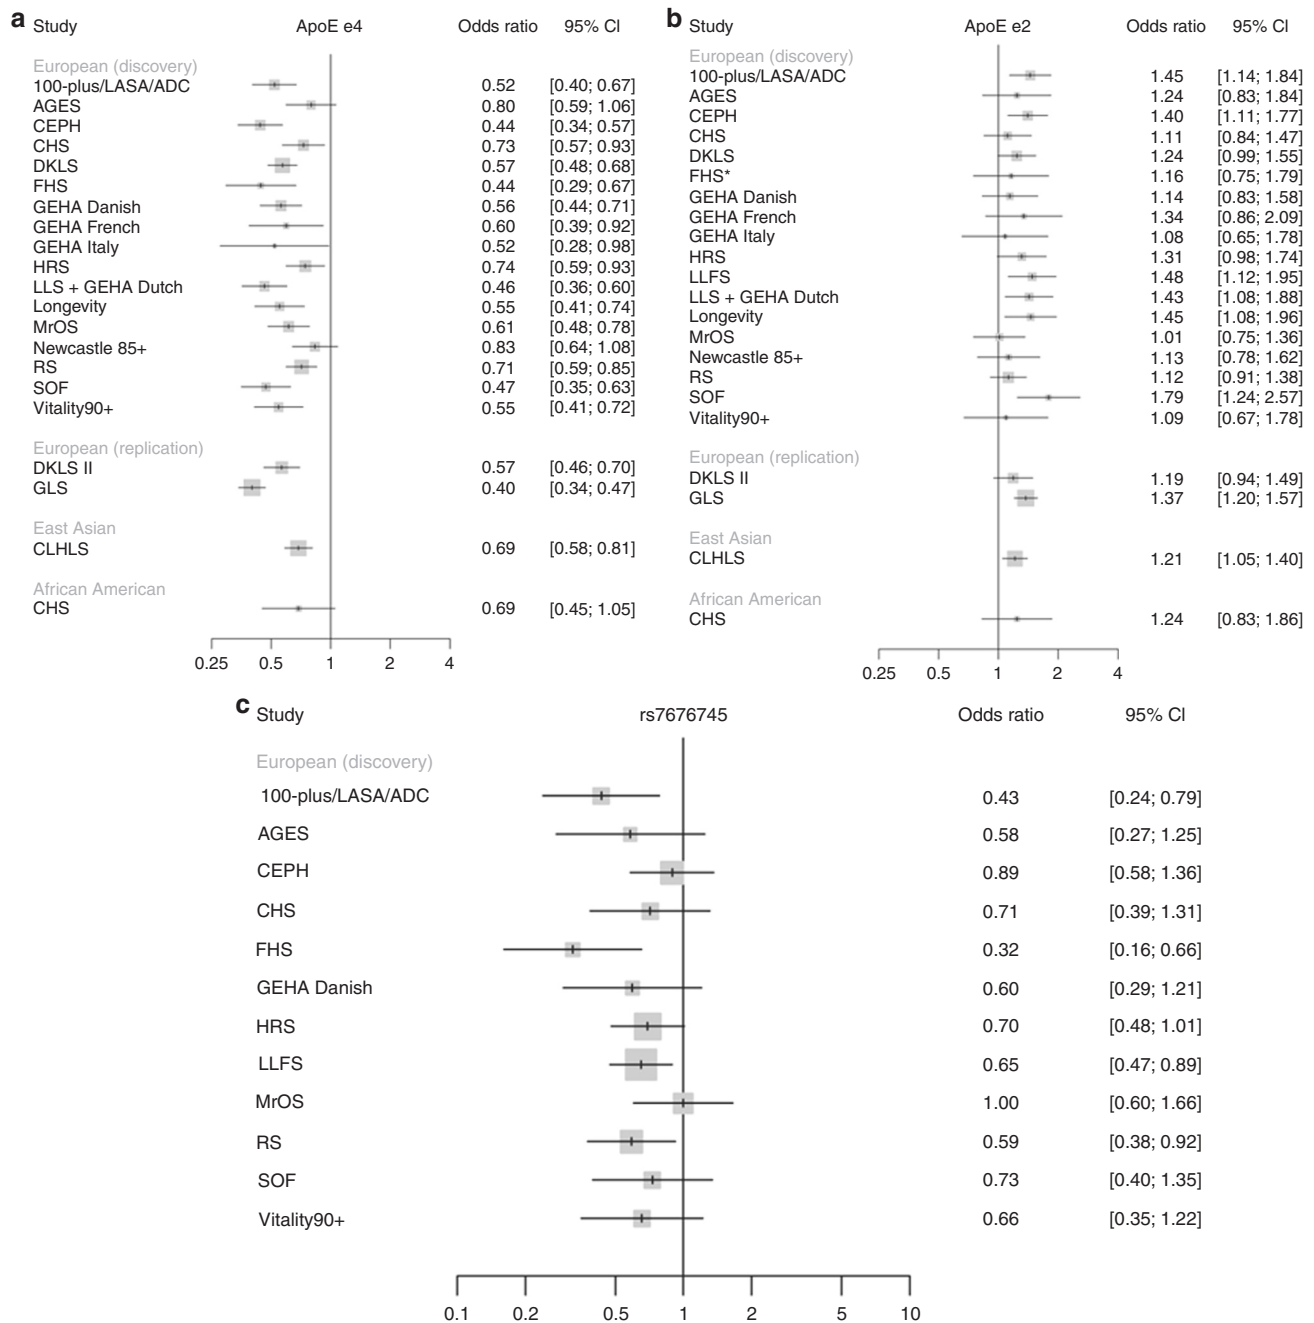 a Study ApoE e4 Odds ratio 95% CI
European (discovery)
100-plus/LASA/ADC 0.52 [0.40; 0.67]
AGES 0.80 [0.59; 1.06]
CEPH 0.44 [0.34; 0.57]
CHS 0.73 [0.57; 0.93]
DKLS 0.57 [0.48; 0.68]
FHS 0.44 [0.29; 0.67]
GEHA Danish 0.56 [0.44; 0.71]
GEHA French 0.60 [0.39; 0.92]
GEHA Italy 0.52 [0.28; 0.98]
HRS 0.74 [0.59; 0.93]
LLS + GEHA Dutch 0.46 [0.36; 0.60]
Longevity 0.55 [0.41; 0.74]
MrOS 0.61 [0.48; 0.78]
Newcastle 85+ 0.83 [0.64; 1.08]
RS 0.71 [0.59; 0.85]
SOF 0.47 [0.35; 0.63]
Vitality90+ 0.55 [0.41; 0.72]
European (replication)
DKLS II 0.57 [0.46; 0.70]
GLS 0.40 [0.34; 0.47]
East Asian
CLHLS 0.69 [0.58; 0.81]
African American
CHS 0.69 [0.45; 1.05]
0.25 0.5 1 2 4
b Study ApoE e2 Odds ratio 95% CI
European (discovery)
100-plus/LASA/ADC 1.45 [1.14; 1.84]
AGES 1.24 [0.83; 1.84]
CEPH 1.40 [1.11; 1.77]
CHS 1.11 [0.84; 1.47]
DKLS 1.24 [0.99; 1.55]
FHS* 1.16 [0.75; 1.79]
GEHA Danish 1.14 [0.83; 1.58]
GEHA French 1.34 [0.86; 2.09]
GEHA Italy 1.08 [0.65; 1.78]
HRS 1.31 [0.98; 1.74]
LLFS 1.48 [1.12; 1.95]
LLS + GEHA Dutch 1.43 [1.08; 1.88]
Longevity 1.45 [1.08; 1.96]
MrOS 1.01 [0.75; 1.36]
Newcastle 85+ 1.13 [0.78; 1.62]
RS 1.12 [0.91; 1.38]
SOF 1.79 [1.24; 2.57]
Vitality90+ 1.09 [0.67; 1.78]
European (replication)
DKLS II 1.19 [0.94; 1.49]
GLS 1.37 [1.20; 1.57]
East Asian
CLHLS 1.21 [1.05; 1.40]
African American
CHS 1.24 [0.83; 1.86]
0.25 0.5 1 2 4
c Study rs7676745 Odds ratio 95% CI
European (discovery)
100-plus/LASA/ADC 0.43 [0.24; 0.79]
AGES 0.58 [0.27; 1.25]
CEPH 0.89 [0.58; 1.36]
CHS 0.71 [0.39; 1.31]
FHS 0.32 [0.16; 0.66]
GEHA Danish 0.60 [0.29; 1.21]
HRS 0.70 [0.48; 1.01]
LLFS 0.65 [0.47; 0.89]
MrOS 1.00 [0.60; 1.66]
RS 0.59 [0.38; 0.92]
SOF 0.73 [0.40; 1.35]
Vitality90+ 0.66 [0.35; 1.22]
0.1 0.2 0.5 1 2 5 10